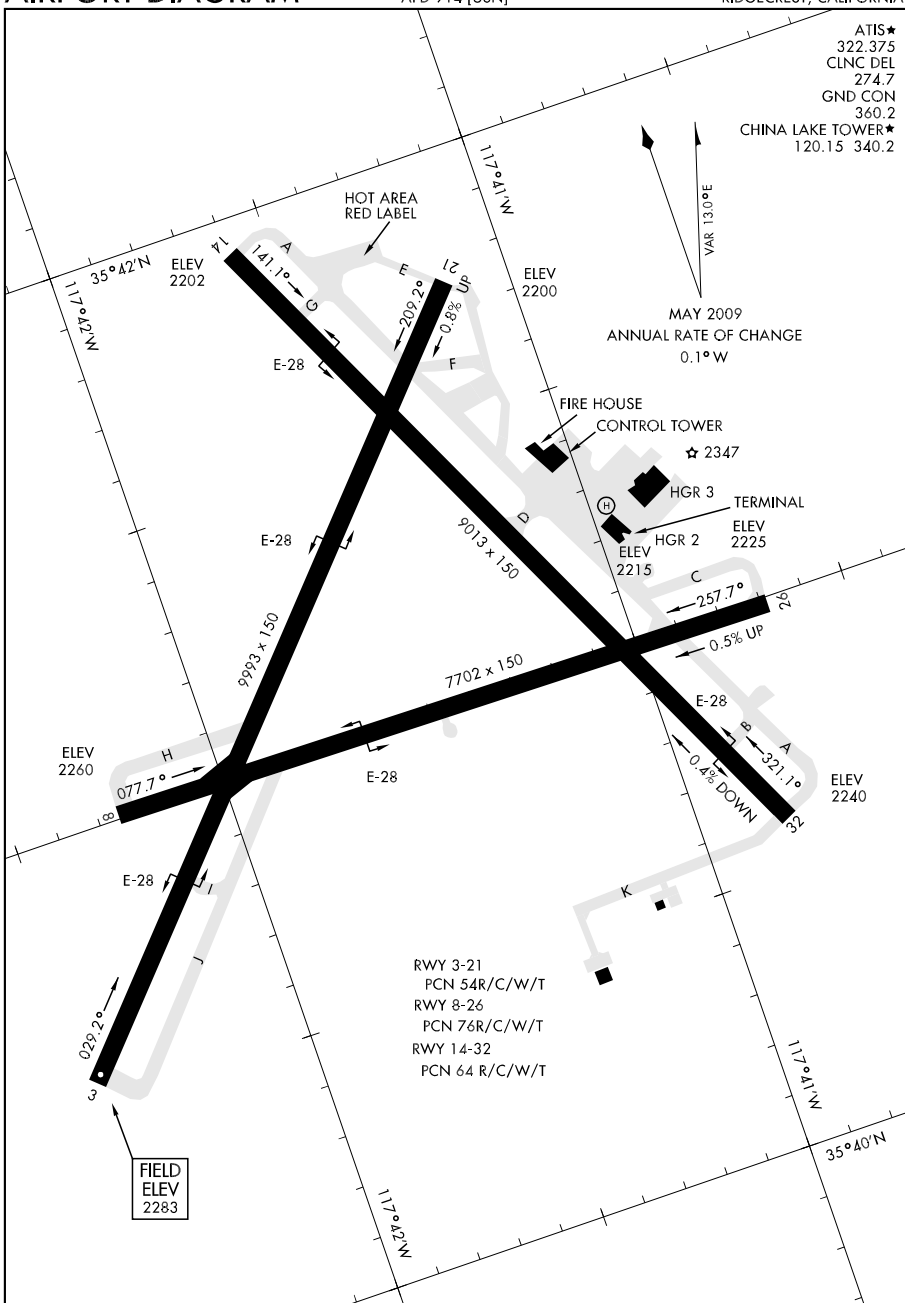 ATIS★
322.375
CLNC DEL
274.7
GND CON
360.2
CHINA LAKE TOWER★
120.15 340.2
117°41'W
HOT AREA
RED LABEL
VAR 13.0°E
35°42'N
ELEV
2202
14
141.1°
A
E
21
ELEV
2200
209.2°
0.8% UP
G
F
117°42'W
MAY 2009
ANNUAL RATE OF CHANGE
0.1° W
E-28
FIRE HOUSE
CONTROL TOWER
2347
HGR 3
H
TERMINAL
D
E-28
9013 x 150
HGR 2
ELEV
2215
ELEV
2225
C
257.7°
26
0.5% UP
9993 x 150
7702 x 150
E-28
B
A
ELEV
2260
H
077.7°
8
E-28
0.4% DOWN
321.1°
ELEV
2240
32
E-28
I
K
J
RWY 3-21
PCN 54R/C/W/T
RWY 8-26
PCN 76R/C/W/T
RWY 14-32
PCN 64 R/C/W/T
029.2°
3
117°41'W
35°40'N
FIELD
ELEV
2283
117°42'W